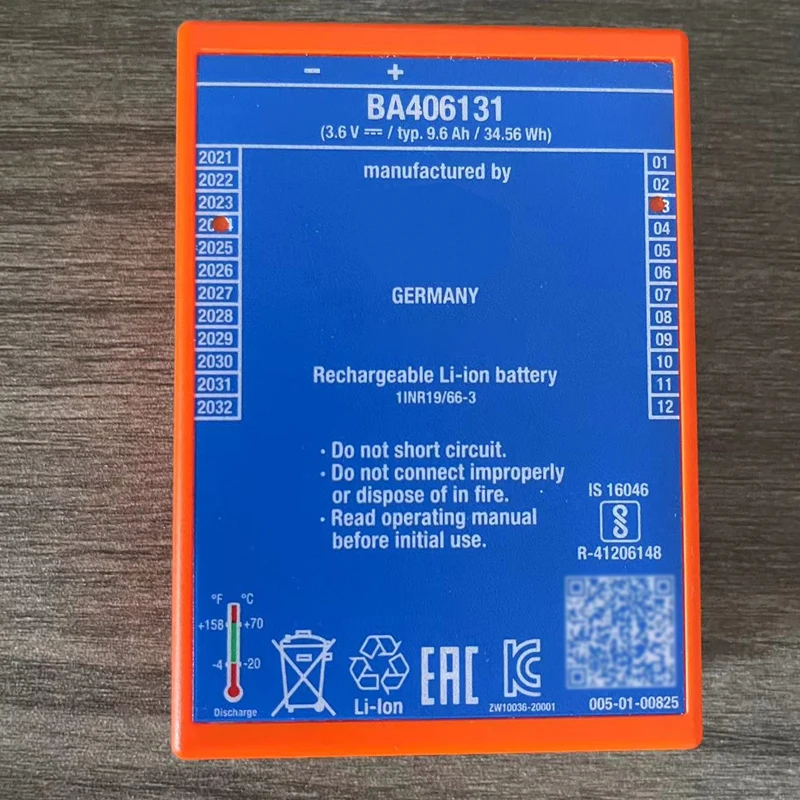 − +
BA406131
(3.6 V ⎓ / typ. 9.6 Ah / 34.56 Wh)
manufactured by
2021
2022
2023
2025
2026
2027
2028
2029
2030
2031
2032
01
02
04
05
06
07
08
09
10
11
12
GERMANY
Rechargeable Li-ion battery
1INR19/66-3
· Do not short circuit.
· Do not connect improperly
or dispose of in fire.
· Read operating manual
before initial use.
IS 16046
R-41206148
°F °C
+158 +70
-4 -20
Discharge
Li-Ion
EAC
KC
ZW10036-20001
005-01-00825